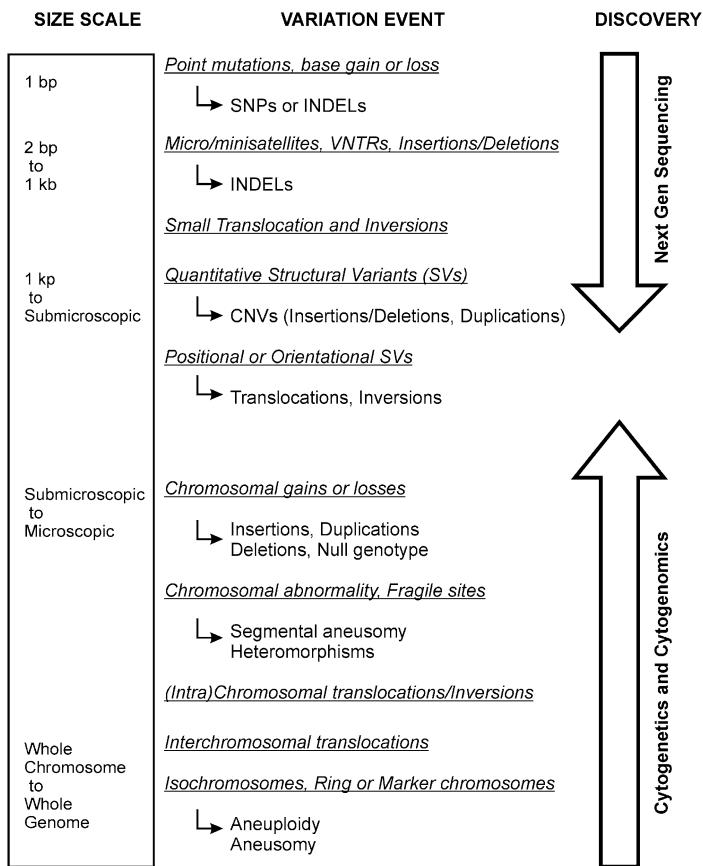 SIZE SCALE
VARIATION EVENT
DISCOVERY
1 bp
Point mutations, base gain or loss
SNPs or INDELs
2 bp
to
1 kb
Micro/minisatellites, VNTRs, Insertions/Deletions
INDELs
Small Translocation and Inversions
1 kp
to
Submicroscopic
Quantitative Structural Variants (SVs)
CNVs (Insertions/Deletions, Duplications)
Positional or Orientational SVs
Translocations, Inversions
Next Gen Sequencing
Submicroscopic
to
Microscopic
Chromosomal gains or losses
Insertions, Duplications
Deletions, Null genotype
Chromosomal abnormality, Fragile sites
Segmental aneusomy
Heteromorphisms
(Intra)Chromosomal translocations/Inversions
Whole
Chromosome
to
Whole
Genome
Interchromosomal translocations
Isochromosomes, Ring or Marker chromosomes
Aneuploidy
Aneusomy
Cytogenetics and Cytogenomics